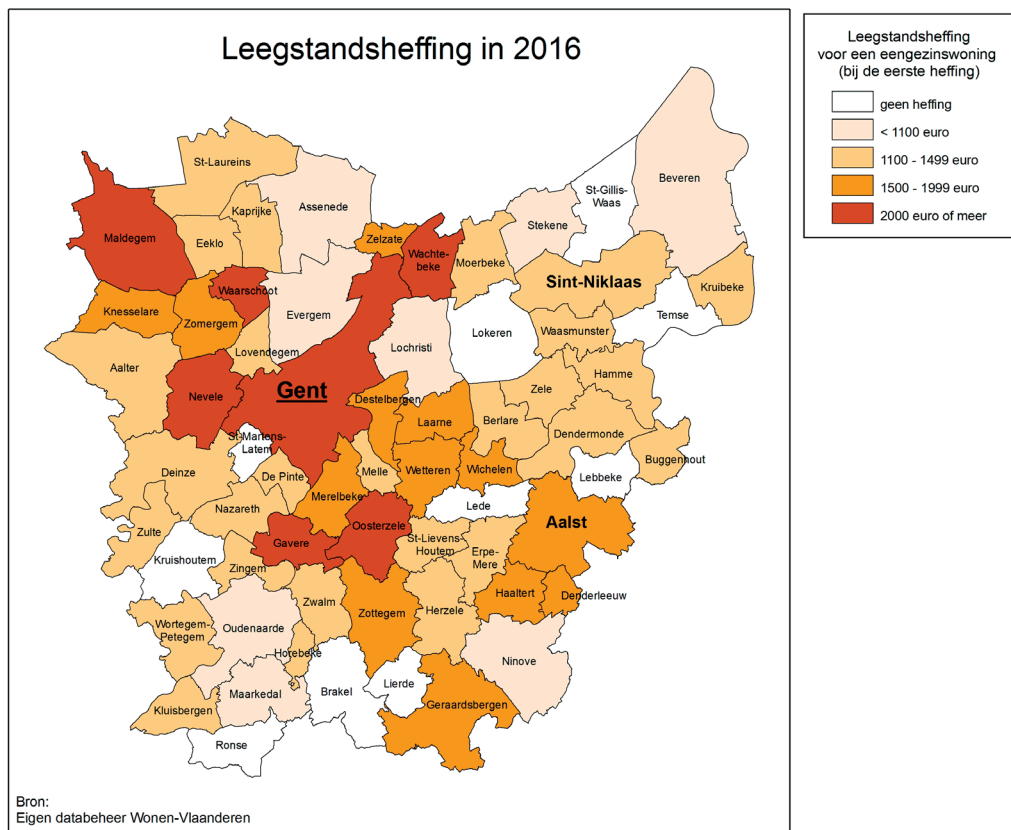 Leegstandsheffing in 2016
Leegstandsheffing
voor een eengezinswoning
(bij de eerste heffing)
geen heffing
< 1100 euro
1100 - 1499 euro
1500 - 1999 euro
2000 euro of meer
St-Laureins
Beveren
St-Gillis-
Waas
Assenede
Kaprijke
Stekene
Maldegem
Eeklo
Zelzate
Wachte-
beke
Moerbeke
Sint-Niklaas
Kruibeke
Waarschoot
Knesselare
Zomergem
Evergem
Temse
Lokeren
Waasmunster
Lochristi
Lovendegem
Aalter
Hamme
Zele
Gent
Nevele
Destelbergen
Laarne
Berlare
Dendermonde
St-Martens-
Latem
Buggenhout
Deinze
De Pinte
Melle
Wetteren
Wichelen
Lebbeke
Merelbeke
Nazareth
Lede
Aalst
Oosterzele
Zulte
Gavere
St-Lievens-
Houtem
Erpe-
Mere
Kruishoutem
Zingem
Haaltert
Denderleeuw
Zwalm
Zottegem
Herzele
Wortegem-
Petegem
Oudenaarde
Horebeke
Ninove
Lierde
Maarkedal
Brakel
Geraardsbergen
Kluisbergen
Ronse
Bron:
Eigen databeheer Wonen-Vlaanderen